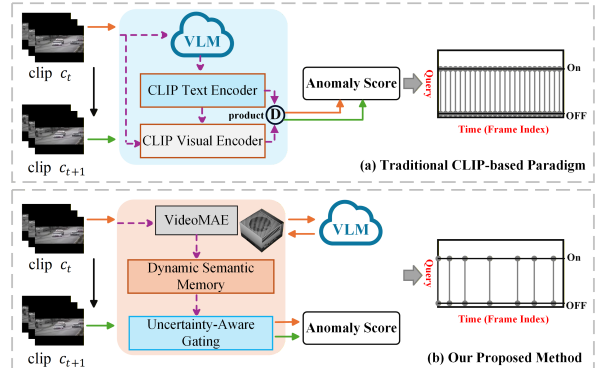 clip c_t
clip c_{t+1}
VLM
CLIP Text Encoder
product
D
CLIP Visual Encoder
Anomaly Score
Query
On
OFF
Time (Frame Index)
(a) Traditional CLIP-based Paradigm
clip c_t
clip c_{t+1}
VideoMAE
VLM
Dynamic Semantic
Memory
Uncertainty-Aware
Gating
Anomaly Score
Query
On
OFF
Time (Frame Index)
(b) Our Proposed Method